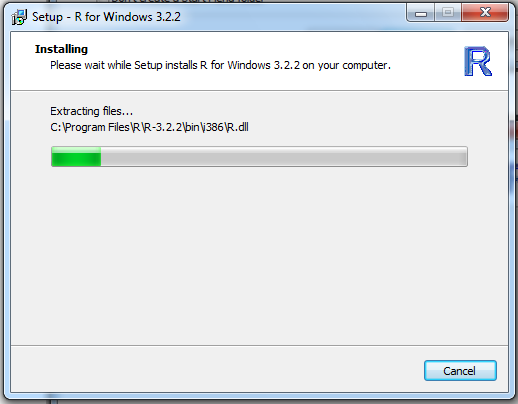 Setup - R for Windows 3.2.2
Installing
Please wait while Setup installs R for Windows 3.2.2 on your computer.
R
Extracting files...
C:\Program Files\R\R-3.2.2\bin\i386\R.dll
Cancel